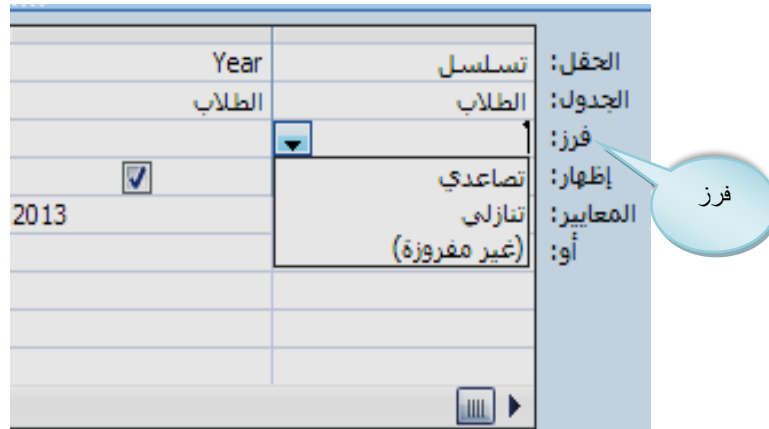 الحقل: تسلسل Year
الجدول: الطلاب الطلاب
فرز:
إظهار: تصاعدي
المعايير: تنازلي 2013
أو: (غير مفروزة)
فرز